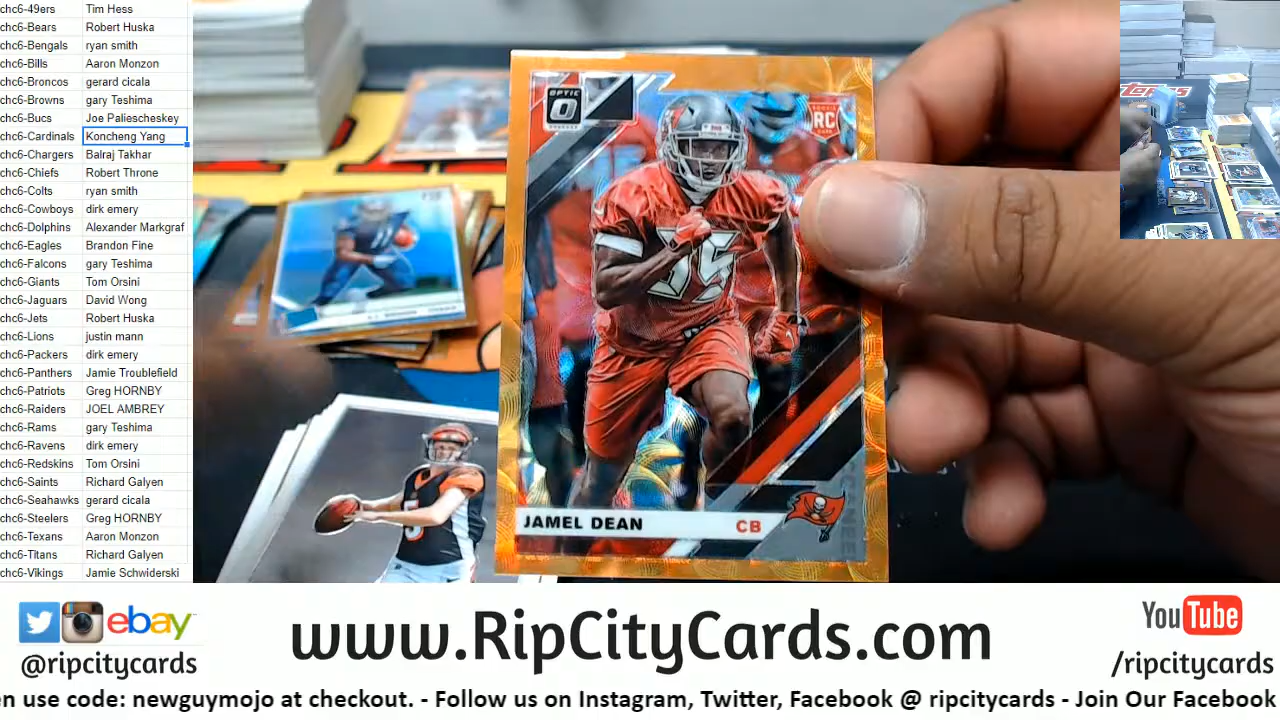 chc6-49ers Tim Hess
chc6-Bears Robert Huska
chc6-Bengals ryan smith
chc6-Bills Aaron Monzon
chc6-Broncos gerard cicala
chc6-Browns gary Teshima
chc6-Bucs Joe Paliescheskey
chc6-Cardinals Koncheng Yang
chc6-Chargers Balraj Takhar
chc6-Chiefs Robert Throne
chc6-Colts ryan smith
chc6-Cowboys dirk emery
chc6-Dolphins Alexander Markgraf
chc6-Eagles Brandon Fine
chc6-Falcons gary Teshima
chc6-Giants Tom Orsini
chc6-Jaguars David Wong
chc6-Jets Robert Huska
chc6-Lions justin mann
chc6-Packers dirk emery
chc6-Panthers Jamie Troublefield
chc6-Patriots Greg HORNBY
chc6-Raiders JOEL AMBREY
chc6-Rams gary Teshima
chc6-Ravens dirk emery
chc6-Redskins Tom Orsini
chc6-Saints Richard Galyen
chc6-Seahawks gerard cicala
chc6-Steelers Greg HORNBY
chc6-Texans Aaron Monzon
chc6-Titans Richard Galyen
chc6-Vikings Jamie Schwiderski
OPTIC
RC
35
JAMEL DEAN CB
5
Topps
ebay
@ripcitycards
www.RipCityCards.com
YouTube
/ripcitycards
en use code: newguymojo at checkout. - Follow us on Instagram, Twitter, Facebook @ ripcitycards - Join Our Facebook